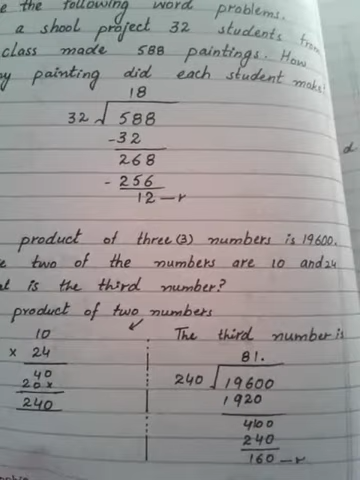 e the following word problems.
a shool project 32 students from
class made 588 paintings. How
y painting did each student make
18
32 √588
-32
268
- 256
12 — r
product of three (3) numbers is 19600.
e two of the numbers are 10 and 24
at is the third number?
product of two numbers
10
× 24
40
20×
240
The third number is
81.
240 √19600
1920
400
240
160 — r